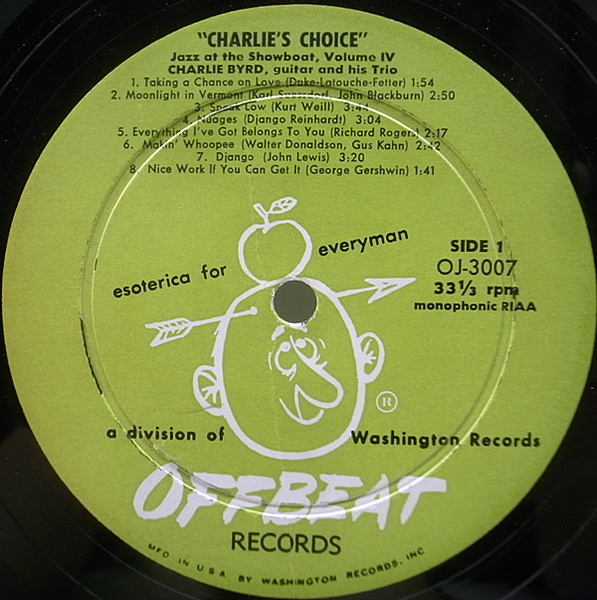 "CHARLIE'S CHOICE"
Jazz at the Showboat, Volume IV
CHARLIE BYRD, guitar and his Trio
1. Taking a Chance on Love (Duke-Latouche-Fetter) 1:54
2. Moonlight in Vermont (Karl Suessdorf, John Blackburn) 2:50
3. Speak Low (Kurt Weill) 3:44
4. Nuages (Django Reinhardt) 3:04
5. Everything I've Got Belongs To You (Richard Rogers) 2:17
6. Makin' Whoopee (Walter Donaldson, Gus Kahn) 2:42
7. Django (John Lewis) 3:20
8. Nice Work If You Can Get It (George Gershwin) 1:41
esoterica for everyman
SIDE 1
OJ-3007
33⅓ rpm
monophonic RIAA
®
a division of Washington Records
OFFBEAT
RECORDS
MFD IN U.S.A. BY WASHINGTON RECORDS, INC